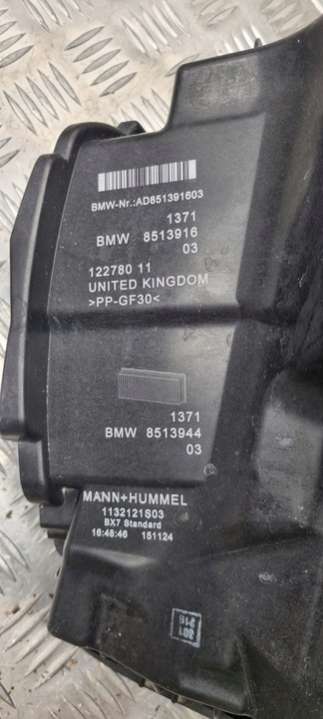 BMW-Nr.:AD851391603
1371
BMW 8513916
03
122780 11
UNITED KINGDOM
>PP-GF30<
1371
BMW 8513944
03
MANN+HUMMEL
1132121S03
BX7 Standard
16:48:46 151124